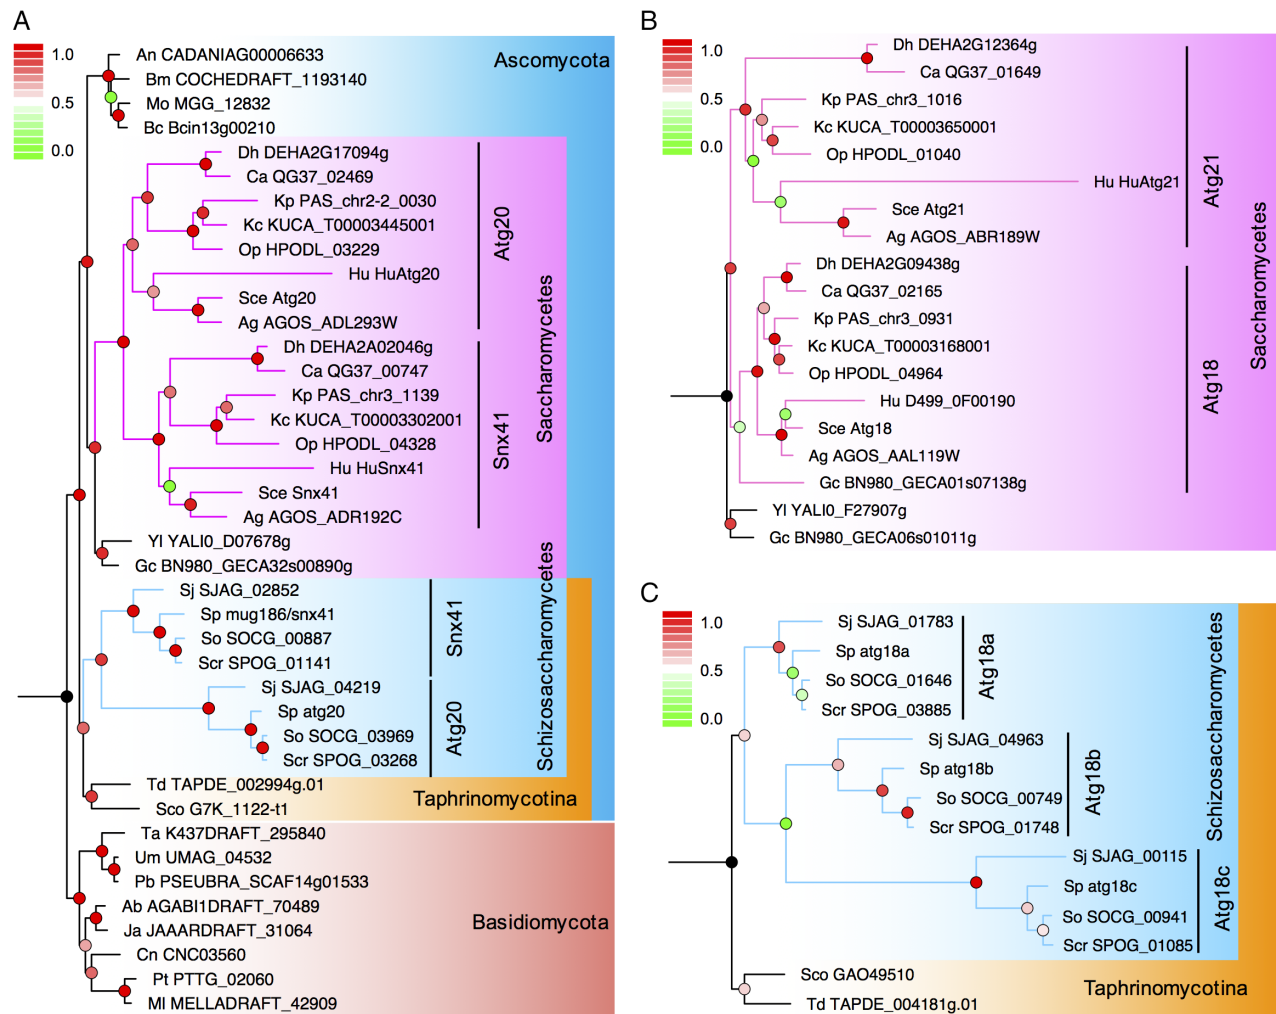 A
1.0
0.5
0.0
Ascomycota
An CADANIAG00006633
Bm COCHEDRAFT_1193140
Mo MGG_12832
Bc Bcin13g00210
Dh DEHA2G17094g
Ca QG37_02469
Kp PAS_chr2-2_0030
Kc KUCA_T00003445001
Op HPODL_03229
Hu HuAtg20
Sce Atg20
Ag AGOS_ADL293W
Atg20
Dh DEHA2A02046g
Ca QG37_00747
Kp PAS_chr3_1139
Kc KUCA_T00003302001
Op HPODL_04328
Hu HuSnx41
Sce Snx41
Ag AGOS_ADR192C
Snx41
Saccharomycetes
Yl YALI0_D07678g
Gc BN980_GECA32s00890g
Sj SJAG_02852
Sp mug186/snx41
So SOCG_00887
Scr SPOG_01141
Snx41
Sj SJAG_04219
Sp atg20
So SOCG_03969
Scr SPOG_03268
Atg20
Schizosaccharomycetes
Td TAPDE_002994g.01
Sco G7K_1122-t1
Taphrinomycotina
Ta K437DRAFT_295840
Um UMAG_04532
Pb PSEUBRA_SCAF14g01533
Ab AGABI1DRAFT_70489
Ja JAAARDRAFT_31064
Cn CNC03560
Pt PTTG_02060
Ml MELLADRAFT_42909
Basidiomycota
B
1.0
0.5
0.0
Dh DEHA2G12364g
Ca QG37_01649
Kp PAS_chr3_1016
Kc KUCA_T00003650001
Op HPODL_01040
Hu HuAtg21
Sce Atg21
Ag AGOS_ABR189W
Atg21
Dh DEHA2G09438g
Ca QG37_02165
Kp PAS_chr3_0931
Kc KUCA_T00003168001
Op HPODL_04964
Hu D499_0F00190
Sce Atg18
Ag AGOS_AAL119W
Gc BN980_GECA01s07138g
Atg18
Saccharomycetes
Yl YALI0_F27907g
Gc BN980_GECA06s01011g
C
1.0
0.5
0.0
Sj SJAG_01783
Sp atg18a
So SOCG_01646
Scr SPOG_03885
Atg18a
Sj SJAG_04963
Sp atg18b
So SOCG_00749
Scr SPOG_01748
Atg18b
Sj SJAG_00115
Sp atg18c
So SOCG_00941
Scr SPOG_01085
Atg18c
Schizosaccharomycetes
Sco GAO49510
Td TAPDE_004181g.01
Taphrinomycotina